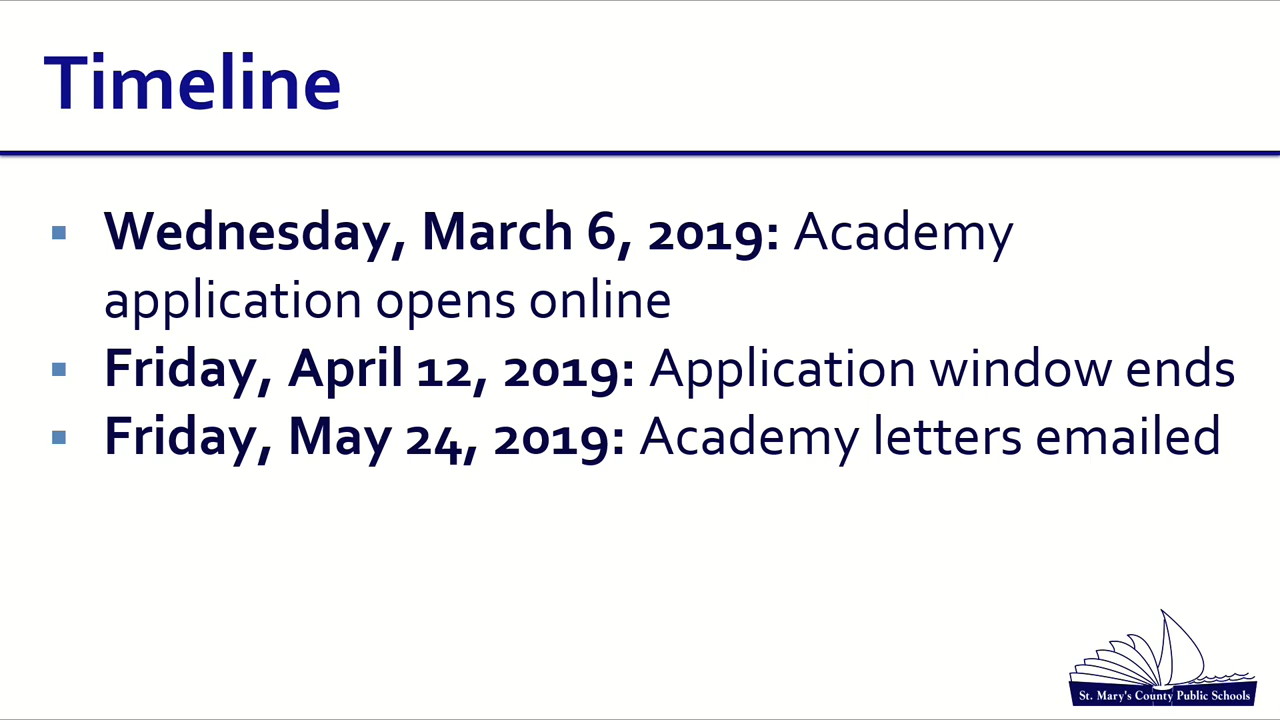 Timeline
▪ Wednesday, March 6, 2019: Academy
application opens online
▪ Friday, April 12, 2019: Application window ends
▪ Friday, May 24, 2019: Academy letters emailed
St. Mary's County Public Schools